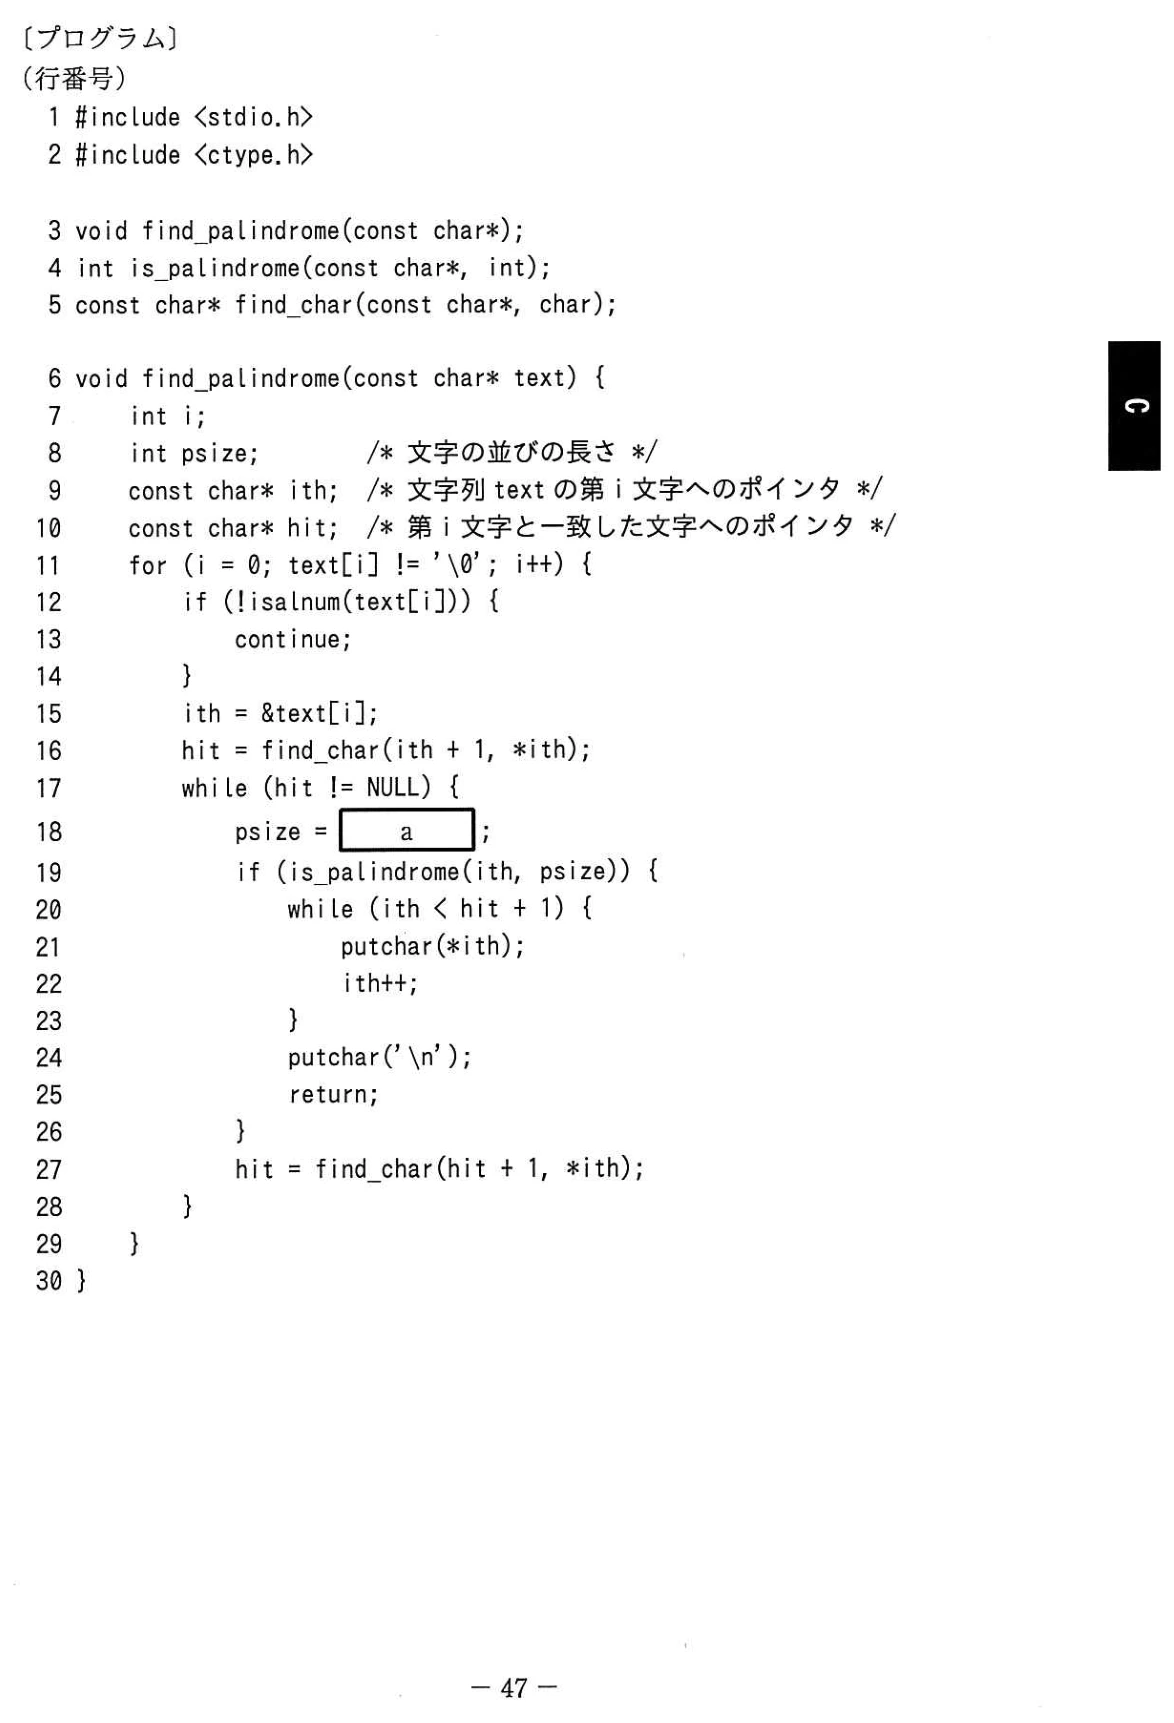 〔プログラム〕
(行番号)
1 #include <stdio.h>
2 #include <ctype.h>
3 void find_palindrome(const char*);
4 int is_palindrome(const char*, int);
5 const char* find_char(const char*, char);
6 void find_palindrome(const char* text) {
C
7     int i;
8     int psize;        /* 文字の並びの長さ */
9     const char* ith;  /* 文字列 text の第 i 文字へのポインタ */
10     const char* hit;  /* 第 i 文字と一致した文字へのポインタ */
11     for (i = 0; text[i] != '\0'; i++) {
12         if (!isalnum(text[i])) {
13             continue;
14         }
15         ith = &text[i];
16         hit = find_char(ith + 1, *ith);
17         while (hit != NULL) {
18             psize = a ;
19             if (is_palindrome(ith, psize)) {
20                 while (ith < hit + 1) {
21                     putchar(*ith);
22                     ith++;
23                 }
24                 putchar('\n');
25                 return;
26             }
27             hit = find_char(hit + 1, *ith);
28         }
29     }
30 }
— 47 —